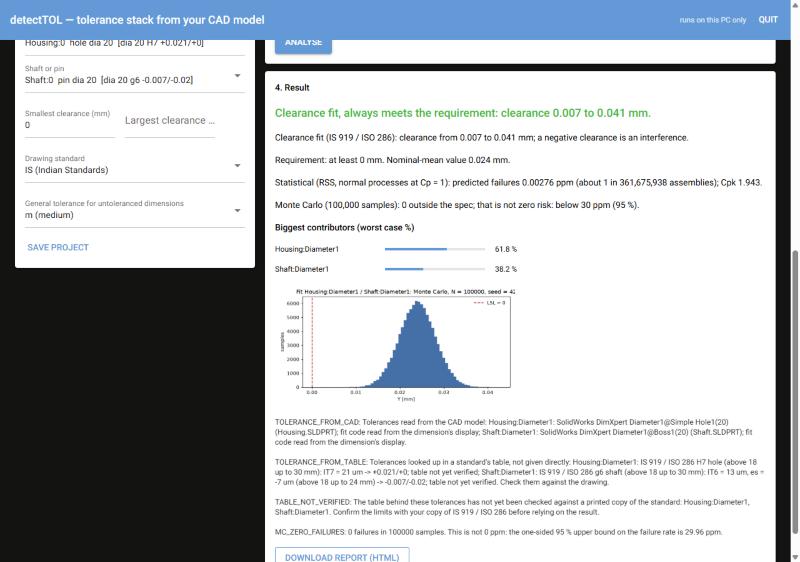 detectTOL — tolerance stack from your CAD model
runs on this PC only QUIT
Housing:0 hole dia 20 [dia 20 H7 +0.021/+0]
Shaft or pin
Shaft:0 pin dia 20 [dia 20 g6 -0.007/-0.02]
Smallest clearance (mm)
0
Largest clearance ...
Drawing standard
IS (Indian Standards)
General tolerance for untoleranced dimensions
m (medium)
SAVE PROJECT
ANALYSE
4. Result
Clearance fit, always meets the requirement: clearance 0.007 to 0.041 mm.
Clearance fit (IS 919 / ISO 286): clearance from 0.007 to 0.041 mm; a negative clearance is an interference.
Requirement: at least 0 mm. Nominal-mean value 0.024 mm.
Statistical (RSS, normal processes at Cp = 1): predicted failures 0.00276 ppm (about 1 in 361,675,938 assemblies); Cpk 1.943.
Monte Carlo (100,000 samples): 0 outside the spec; that is not zero risk: below 30 ppm (95 %).
Biggest contributors (worst case %)
Housing:Diameter1 61.8 %
Shaft:Diameter1 38.2 %
Fit Housing:Diameter1 / Shaft:Diameter1: Monte Carlo, N = 100000, seed = 42
LSL = 0
6000
5000
4000
3000
2000
1000
0
samples
0.00 0.01 0.02 0.03 0.04
Y [mm]
TOLERANCE_FROM_CAD: Tolerances read from the CAD model: Housing:Diameter1: SolidWorks DimXpert Diameter1@Simple Hole1(20)
(Housing.SLDPRT); fit code read from the dimension's display; Shaft:Diameter1: SolidWorks DimXpert Diameter1@Boss1(20) (Shaft.SLDPRT); fit
code read from the dimension's display.
TOLERANCE_FROM_TABLE: Tolerances looked up in a standard's table, not given directly: Housing:Diameter1: IS 919 / ISO 286 H7 hole (above 18
up to 30 mm): IT7 = 21 um -> +0.021/+0; table not yet verified; Shaft:Diameter1: IS 919 / ISO 286 g6 shaft (above 18 up to 30 mm): IT6 = 13 um, es =
-7 um (above 18 up to 24 mm) -> -0.007/-0.02; table not yet verified. Check them against the drawing.
TABLE_NOT_VERIFIED: The table behind these tolerances has not yet been checked against a printed copy of the standard: Housing:Diameter1,
Shaft:Diameter1. Confirm the limits with your copy of IS 919 / ISO 286 before relying on the result.
MC_ZERO_FAILURES: 0 failures in 100000 samples. This is not 0 ppm: the one-sided 95 % upper bound on the failure rate is 29.96 ppm.
DOWNLOAD REPORT (HTML)